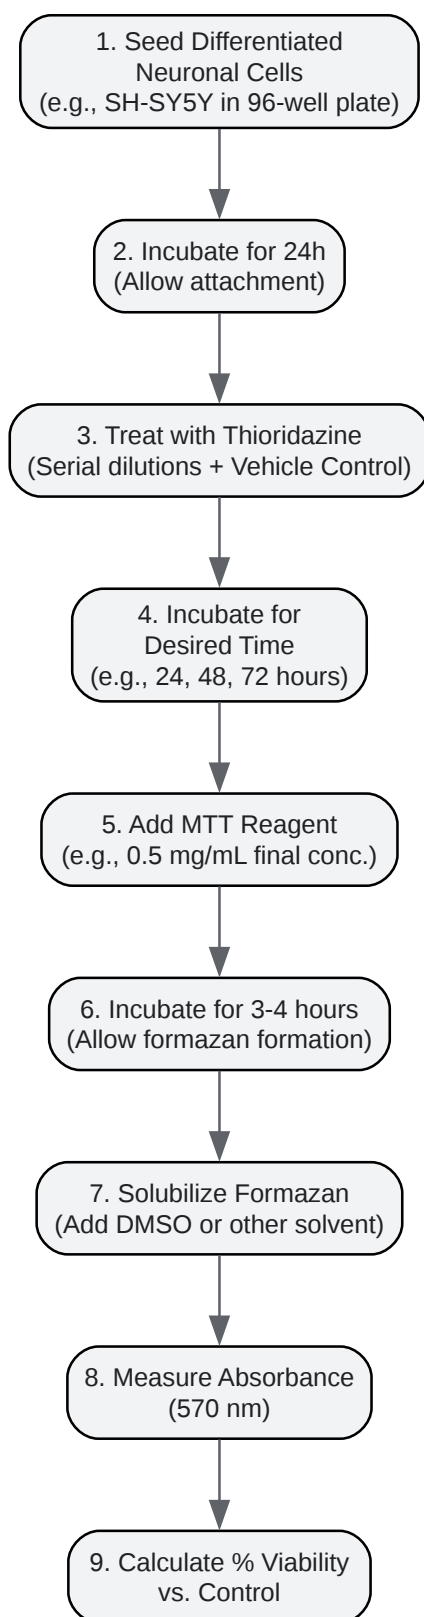 1. Seed Differentiated
Neuronal Cells
(e.g., SH-SY5Y in 96-well plate)
2. Incubate for 24h
(Allow attachment)
3. Treat with Thioridazine
(Serial dilutions + Vehicle Control)
4. Incubate for
Desired Time
(e.g., 24, 48, 72 hours)
5. Add MTT Reagent
(e.g., 0.5 mg/mL final conc.)
6. Incubate for 3-4 hours
(Allow formazan formation)
7. Solubilize Formazan
(Add DMSO or other solvent)
8. Measure Absorbance
(570 nm)
9. Calculate % Viability
vs. Control